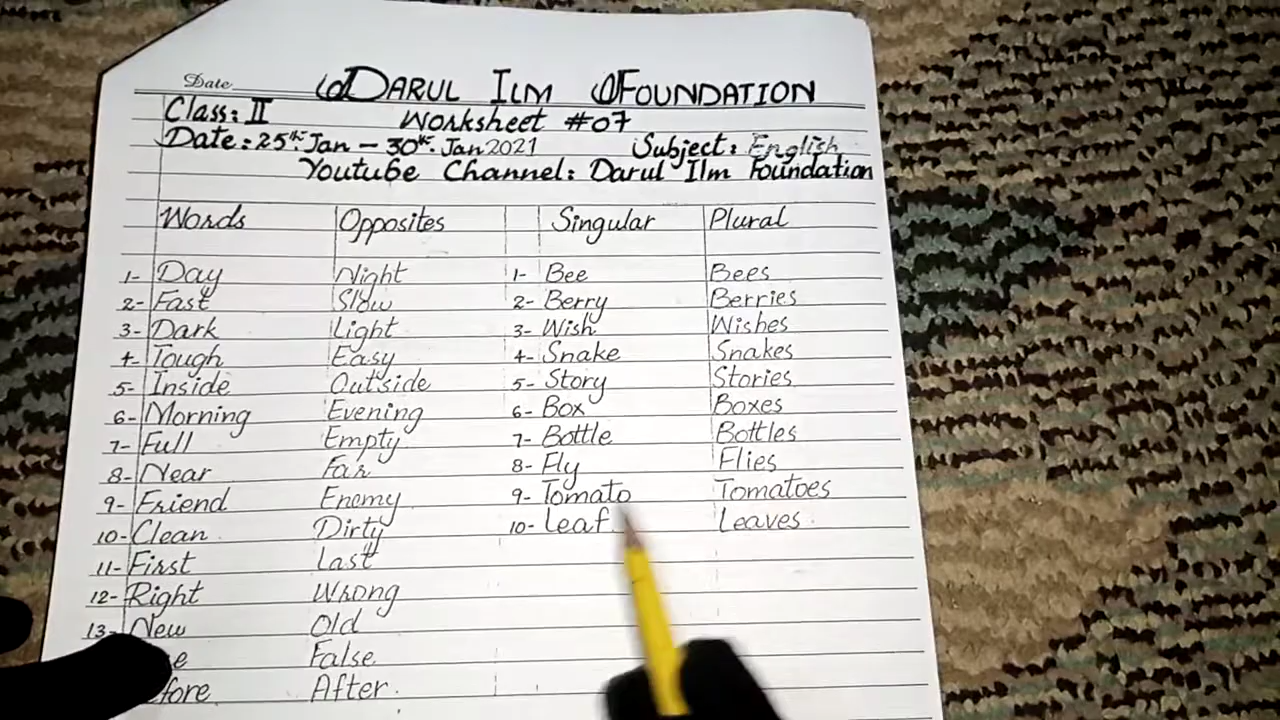 Date
DARUL ILM FOUNDATION
Class: II Worksheet #07
Date: 25th Jan – 30th Jan 2021 Subject: English
Youtube Channel: Darul Ilm Foundation
Words Opposites Singular Plural
1- Day Night 1- Bee Bees
2- Fast Slow 2- Berry Berries
3- Dark Light 3- Wish Wishes
4- Tough Easy 4- Snake Snakes
5- Inside Outside 5- Story Stories
6- Morning Evening 6- Box Boxes
7- Full Empty 7- Bottle Bottles
8- Near Far 8- Fly Flies
9- Friend Enemy 9- Tomato Tomatoes
10- Clean Dirty 10- Leaf Leaves
11- First Last
12- Right Wrong
13- New Old
False
After